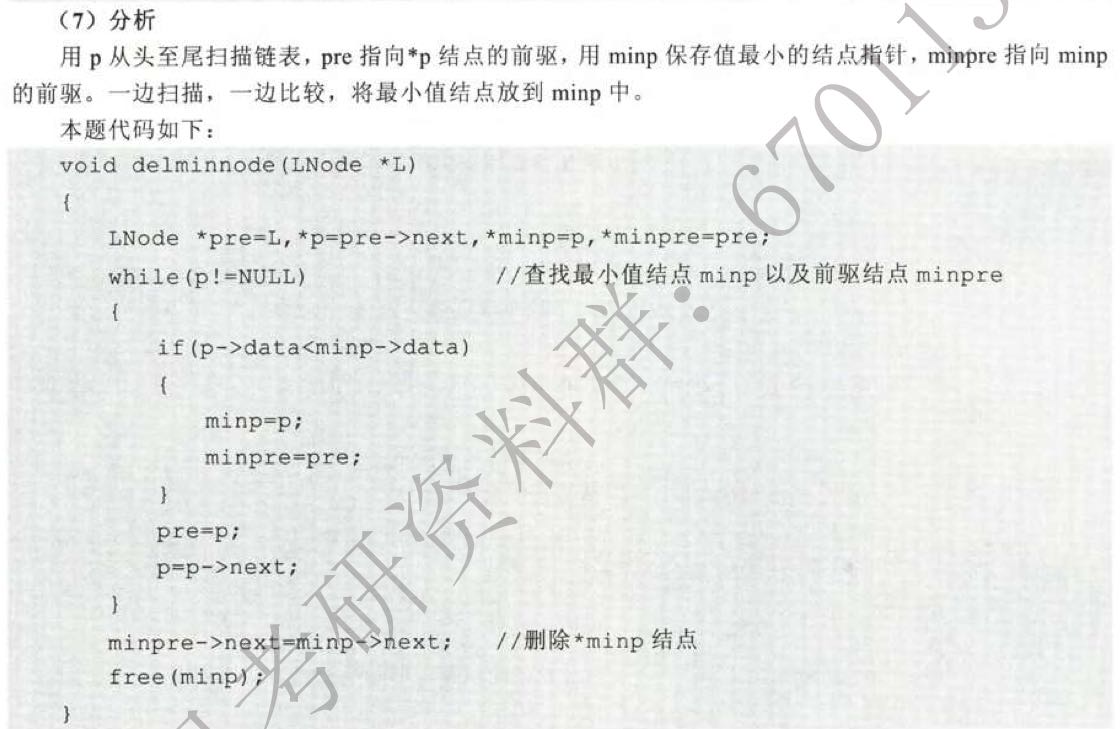 （7）分析
用 p 从头至尾扫描链表，pre 指向*p 结点的前驱，用 minp 保存值最小的结点指针，minpre 指向 minp
的前驱。一边扫描，一边比较，将最小值结点放到 minp 中。
本题代码如下：
void delminnode(LNode *L)
{
LNode *pre=L,*p=pre->next,*minp=p,*minpre=pre;
while(p!=NULL) //查找最小值结点 minp 以及前驱结点 minpre
{
if(p->data<minp->data)
{
minp=p;
minpre=pre;
}
pre=p;
p=p->next;
}
minpre->next=minp->next; //删除*minp 结点
free(minp);
}
考研资料群：67011